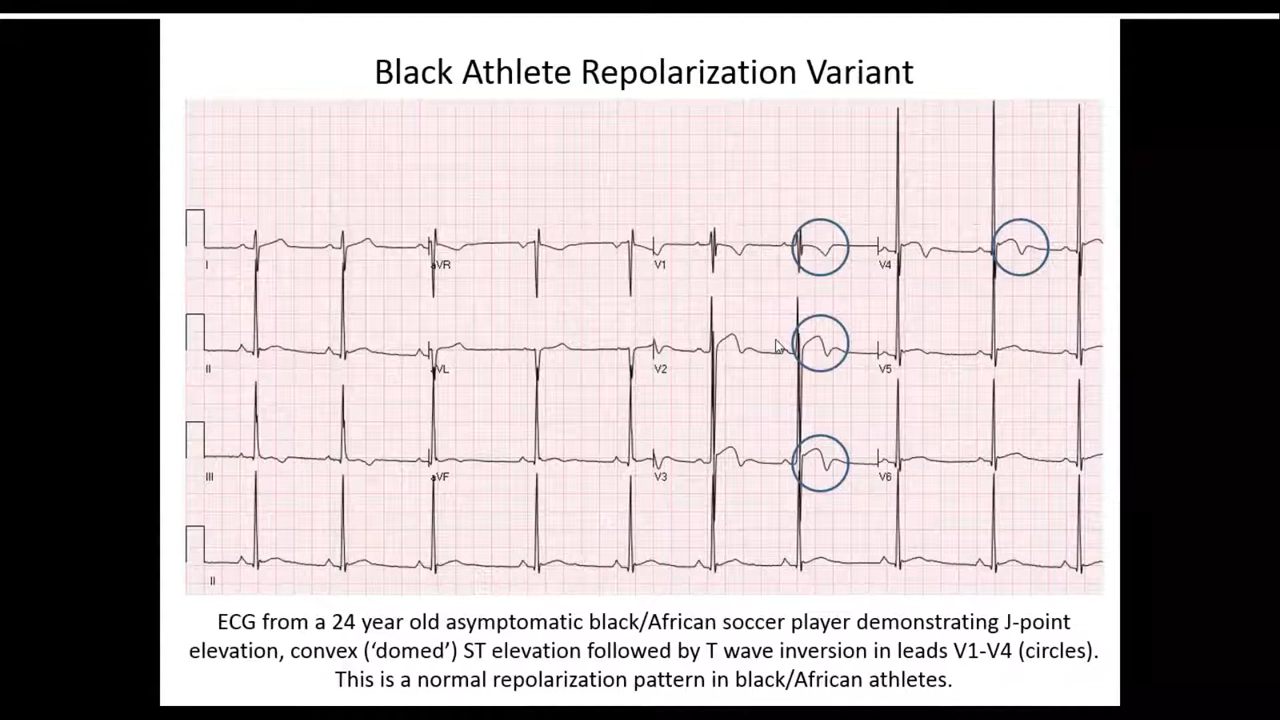 Black Athlete Repolarization Variant
I aVR V1 V4
II aVL V2 V5
III aVF V3 V6
II
ECG from a 24 year old asymptomatic black/African soccer player demonstrating J-point
elevation, convex (‘domed’) ST elevation followed by T wave inversion in leads V1-V4 (circles).
This is a normal repolarization pattern in black/African athletes.